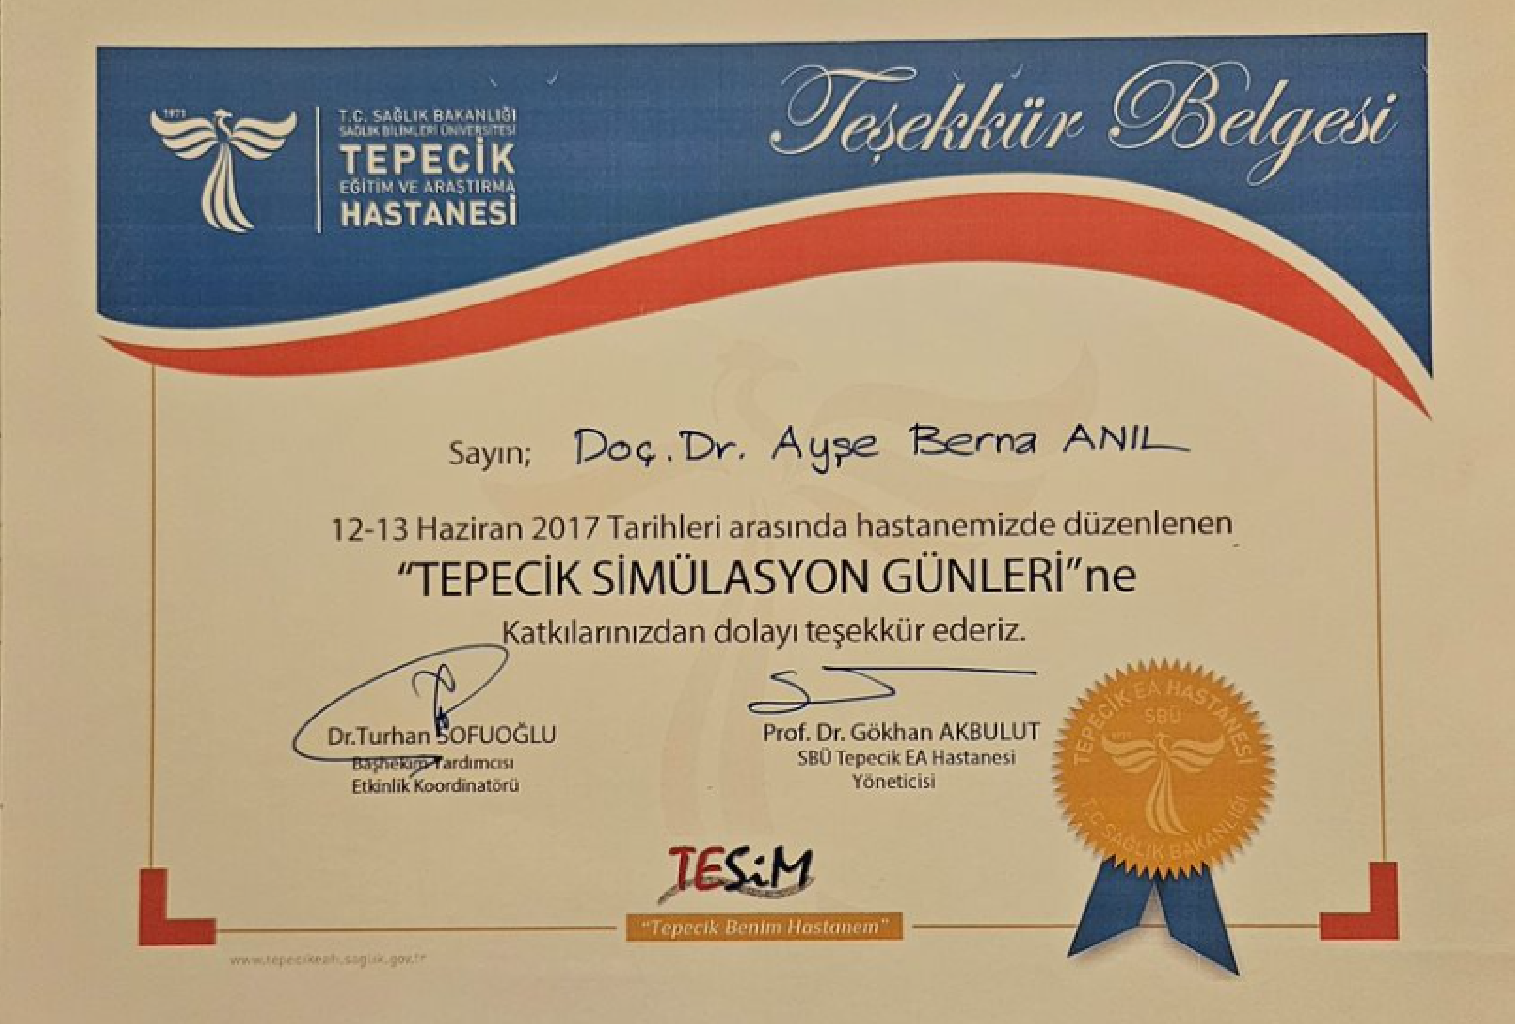 1971
T.C. SAĞLIK BAKANLIĞI
SAĞLIK BİLİMLERİ ÜNİVERSİTESİ
TEPECİK
EĞİTİM VE ARAŞTIRMA
HASTANESİ
Teşekkür Belgesi
Sayın; Doç. Dr. Ayşe Berna ANIL
12-13 Haziran 2017 Tarihleri arasında hastanemizde düzenlenen
“TEPECİK SİMÜLASYON GÜNLERİ”ne
Katkılarınızdan dolayı teşekkür ederiz.
Dr.Turhan SOFUOĞLU
Başhekim Yardımcısı
Etkinlik Koordinatörü
Prof. Dr. Gökhan AKBULUT
SBÜ Tepecik EA Hastanesi
Yöneticisi
TEPECİK EA HASTANESİ
SBÜ
1971
T.C SAĞLIK BAKANLIĞI
TESiM
“Tepecik Benim Hastanem”
www.tepecikeah.saglik.gov.tr